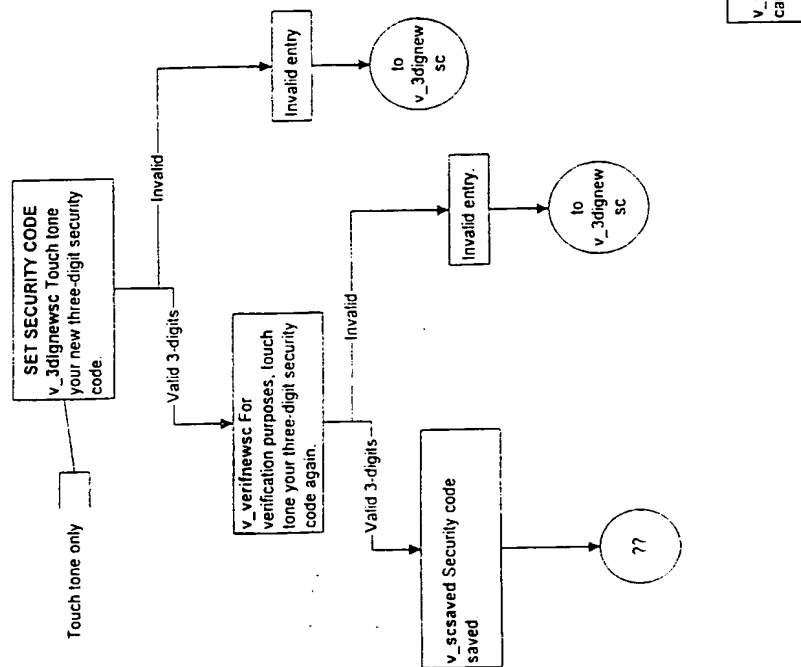 SET SECURITY CODE
v_3dignewsc Touch tone
your new three-digit security
code.
Touch tone only
Valid 3-digits
Invalid
Invalid entry
to
v_3dignew
sc
v_verifnewsc For
verification purposes, touch
tone your three-digit security
code again.
Valid 3-digits
Invalid
Invalid entry.
to
v_3dignew
sc
v_scsaved Security code
saved.
??
v_
ca